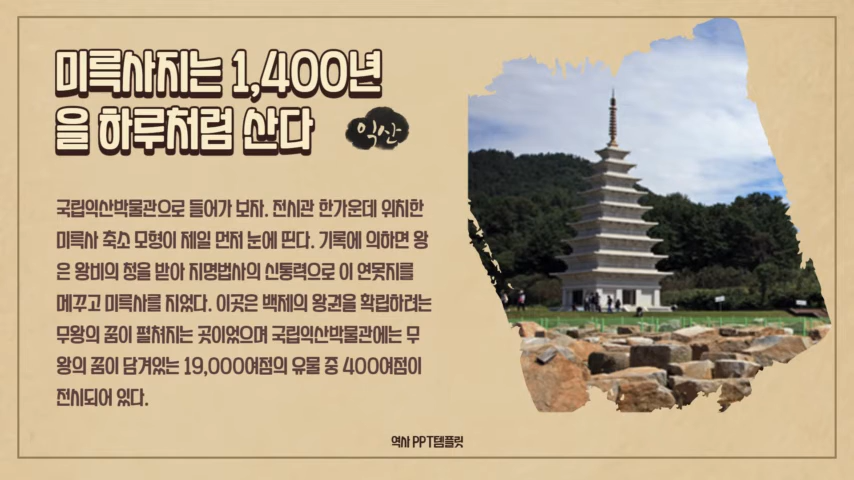 미륵사지는 1,400년
을 하루처럼 산다
익산
국립익산박물관으로 들어가 보자. 전시관 한가운데 위치한
미륵사 축소 모형이 제일 먼저 눈에 띈다. 기록에 의하면 왕
은 왕비의 청을 받아 지명법사의 신통력으로 이 연못지를
메꾸고 미륵사를 지었다. 이곳은 백제의 왕권을 확립하려는
무왕의 꿈이 펼쳐지는 곳이었으며 국립익산박물관에는 무
왕의 꿈이 담겨있는 19,000여점의 유물 중 400여점이
전시되어 있다.
역사 PPT템플릿